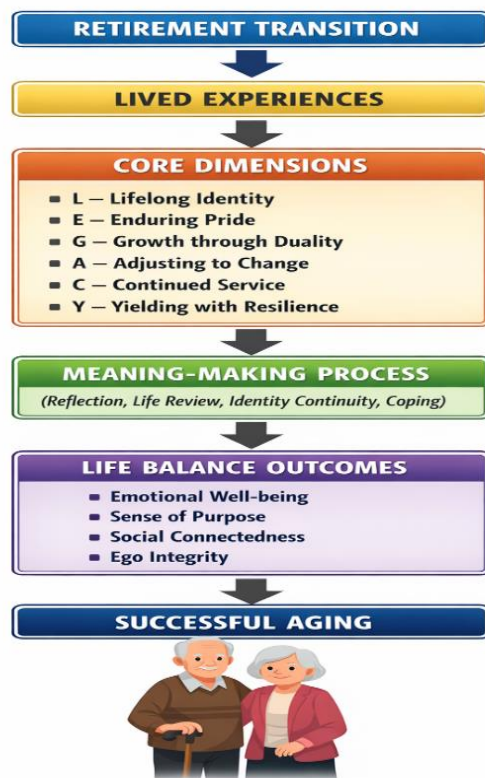 RETIREMENT TRANSITION
LIVED EXPERIENCES
CORE DIMENSIONS
L – Lifelong Identity
E – Enduring Pride
G – Growth through Duality
A – Adjusting to Change
C – Continued Service
Y – Yielding with Resilience
MEANING-MAKING PROCESS
(Reflection, Life Review, Identity Continuity, Coping)
LIFE BALANCE OUTCOMES
Emotional Well-being
Sense of Purpose
Social Connectedness
Ego Integrity
SUCCESSFUL AGING